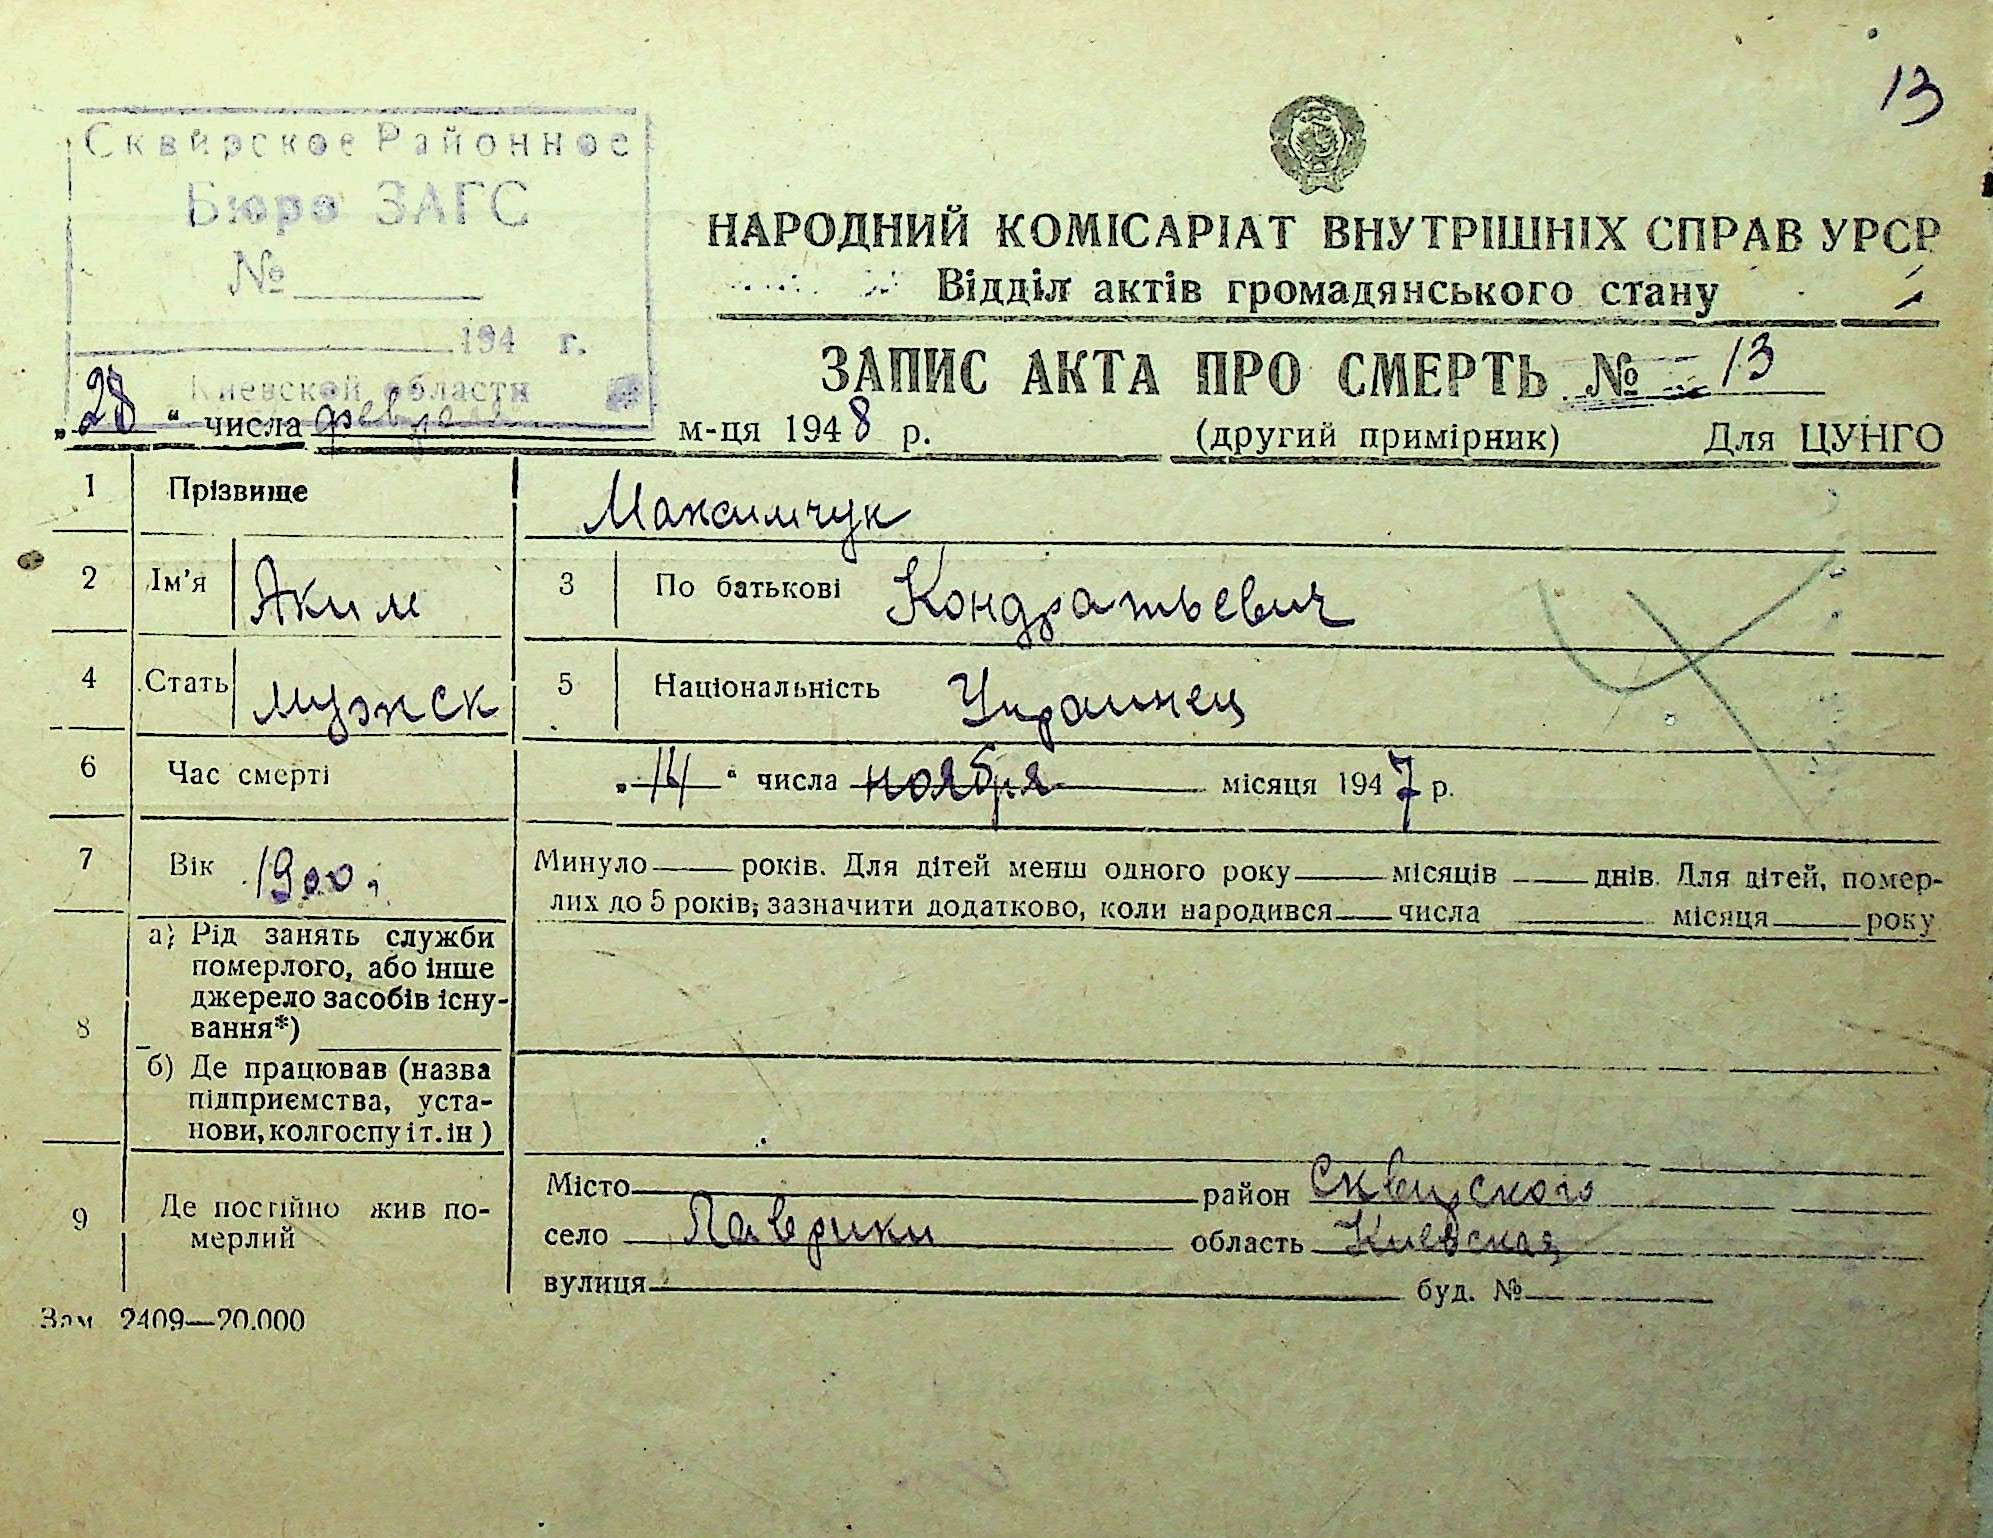 13
Сквирское Районное
Бюро ЗАГС
№
194 г.
Киевской области
НАРОДНИЙ КОМІСАРІАТ ВНУТРІШНІХ СПРАВ УРСР
Відділ актів громадянського стану
ЗАПИС АКТА ПРО СМЕРТЬ № 13
„28“ числа февраля м-ця 1948 р. (другий примірник) Для ЦУНГО
1 Прізвище Максимчук
2 Ім'я Аким 3 По батькові Кондратьевич
4 Стать мужск 5 Національність Украинец
6 Час смерті „14“ числа ноября місяця 1947 р.
7 Вік 1900. Минуло — років. Для дітей менш одного року — місяців — днів. Для дітей, помер-
лих до 5 років; зазначити додатково, коли народився — числа — місяця — року
8 а) Рід занять служби
померлого, або інше
джерело засобів існу-
вання*)
б) Де працював (назва
підприємства, уста-
нови, колгоспу і т. ін )
9 Де постійно жив по-
мерлий
Місто район Сквирского
село Лаврики область Киевская
вулиця буд. №
Зам 2409—20.000